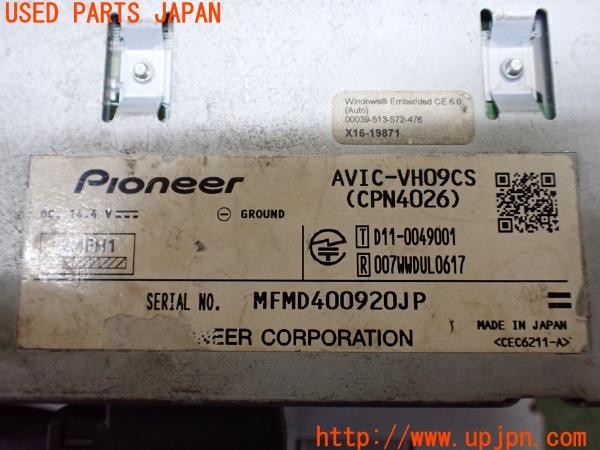 USED PARTS JAPAN
Windows® Embedded CE 6.0
(Auto)
00039-513-572-476
X16-19871
Pioneer
AVIC-VH09CS
(CPN4026)
DC. 14.4 V
GROUND
T D11-0049001
R 007WWDUL0617
SERIAL NO. MFMD400920JP
NEER CORPORATION
MADE IN JAPAN
<CEC6211-A>
http://www.upjpn.com/